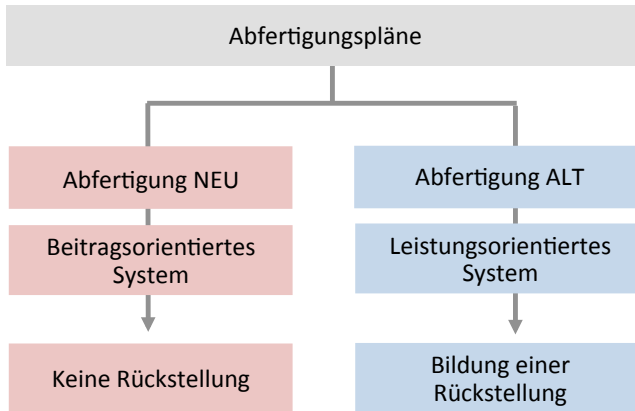 Abfertigungspläne
Abfertigung NEU
Beitragsorientiertes
System
Keine Rückstellung
Abfertigung ALT
Leistungsorientiertes
System
Bildung einer
Rückstellung